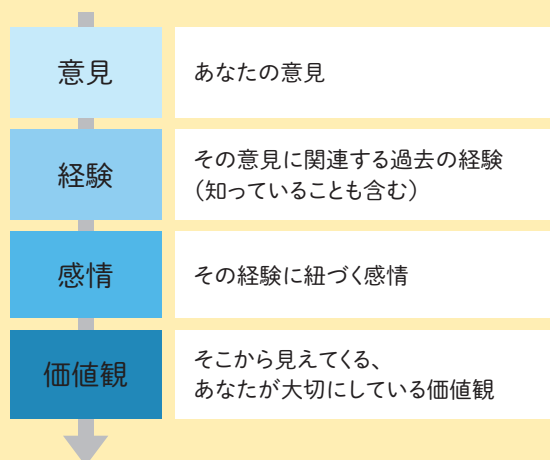 意見
あなたの意見
経験
その意見に関連する過去の経験
（知っていることも含む）
感情
その経験に紐づく感情
価値観
そこから見えてくる、
あなたが大切にしている価値観